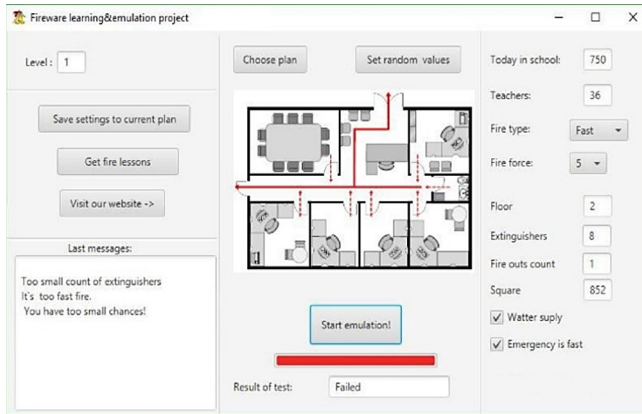 Fireware learning&emulation project
Level : 1
Save settings to current plan
Get fire lessons
Visit our website ->
Last messages:
Too small count of extinguishers
It's too fast fire.
You have too small chances!
Choose plan
Set random values
Start emulation!
Result of test: Failed
Today in school: 750
Teachers: 36
Fire type: Fast
Fire force: 5
Floor 2
Extinguishers 8
Fire outs count 1
Square 852
Watter suply
Emergency is fast